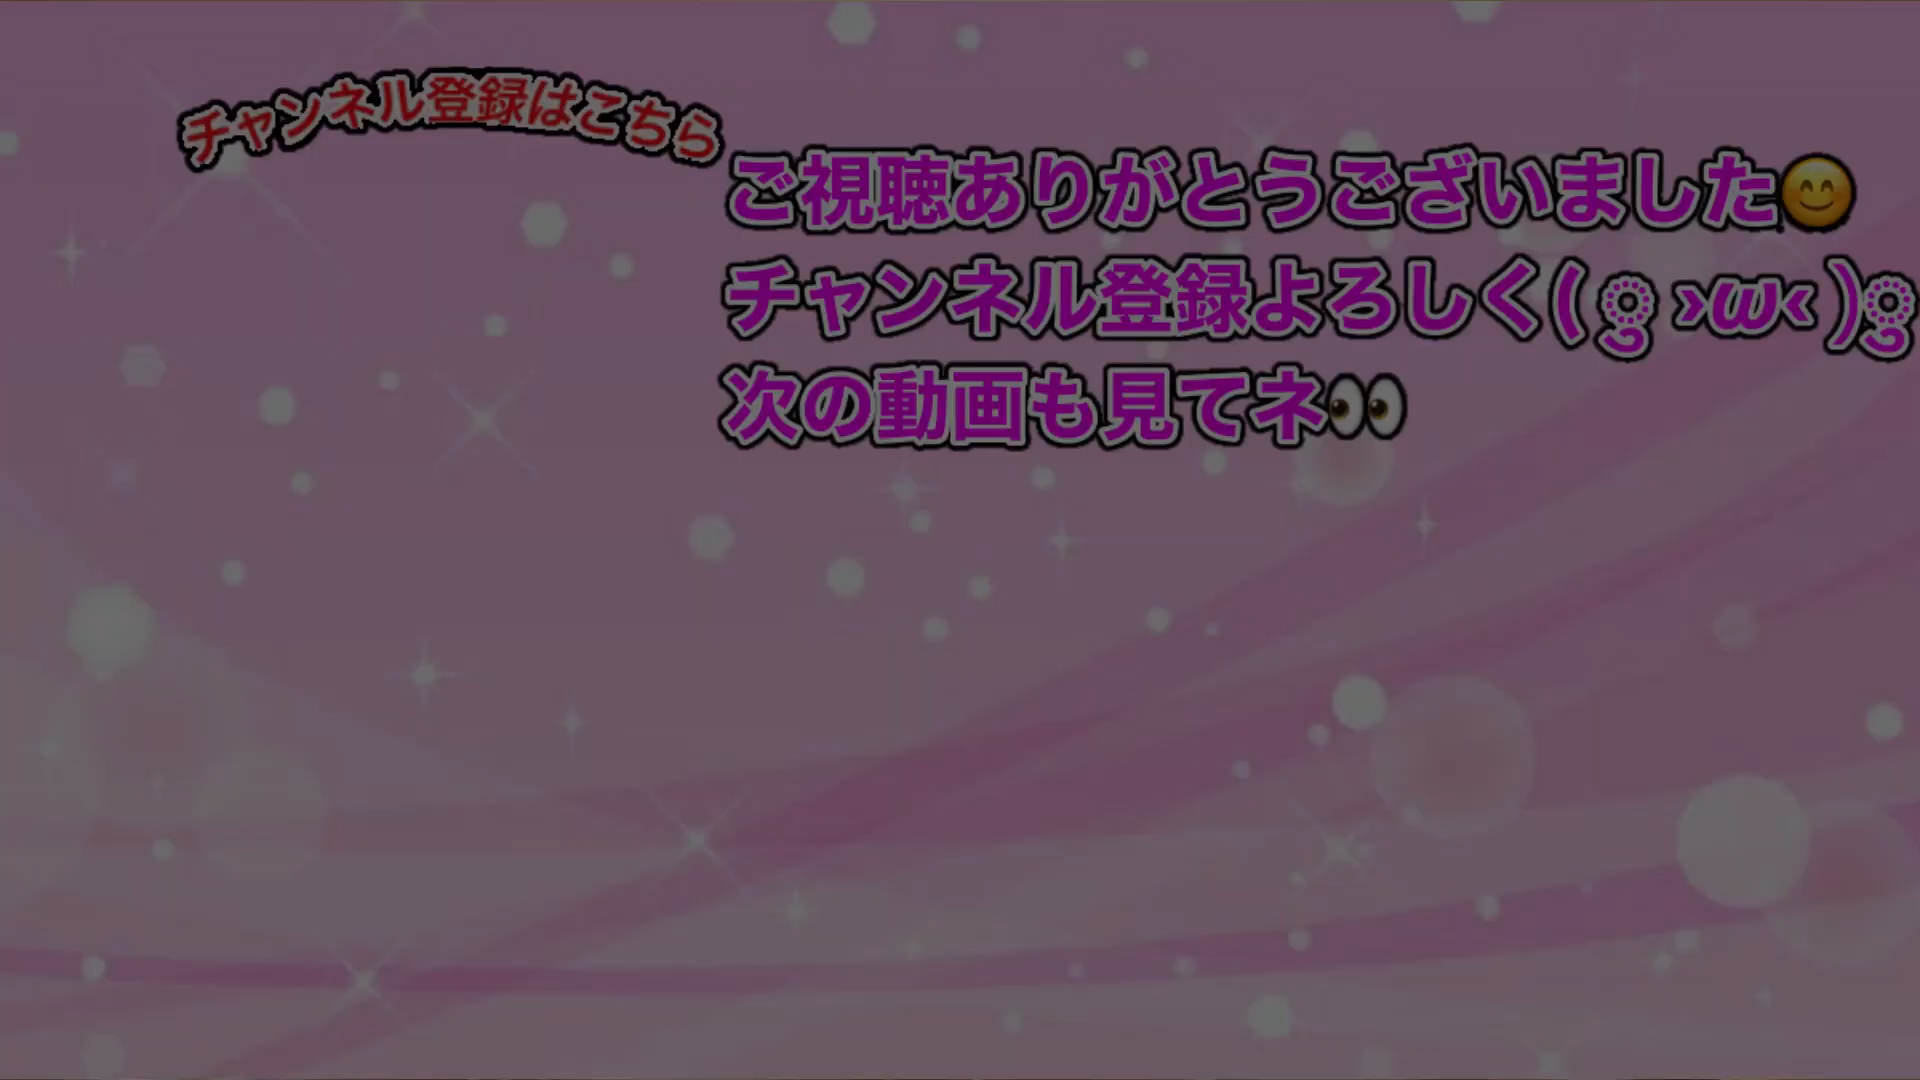 チャンネル登録はこちら
ご視聴ありがとうございました😊
チャンネル登録よろしく( ൢ ›ω‹ )ൢ
次の動画も見てネ👀